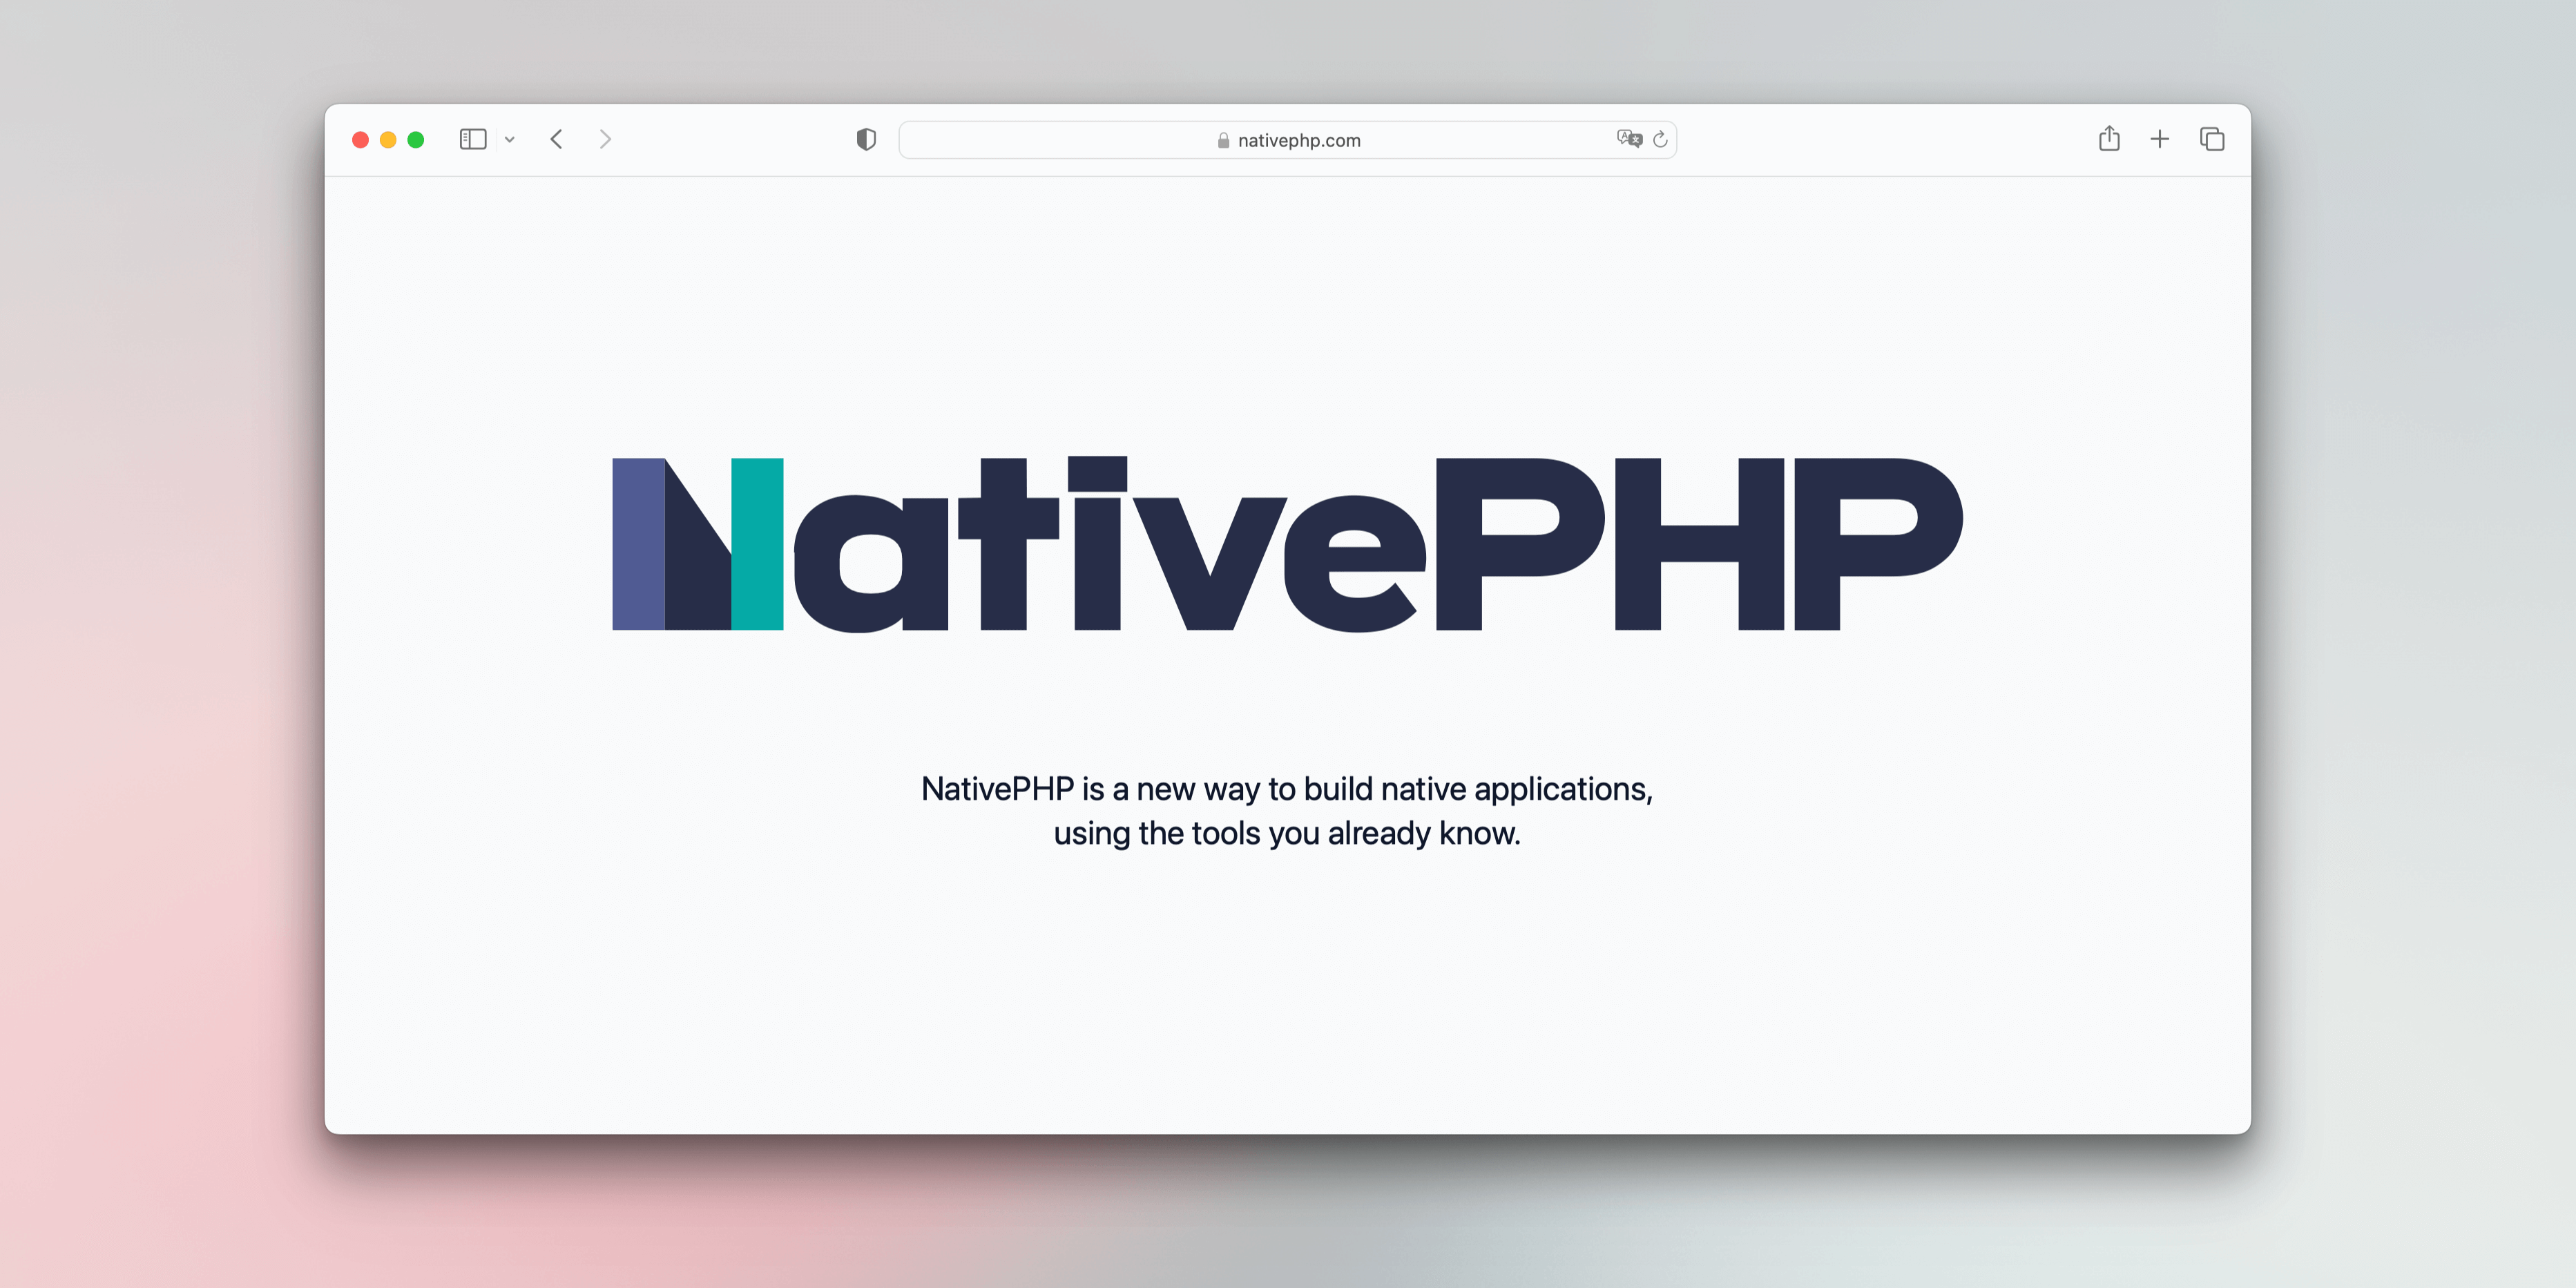 nativephp.com
NativePHP
NativePHP is a new way to build native applications,
using the tools you already know.